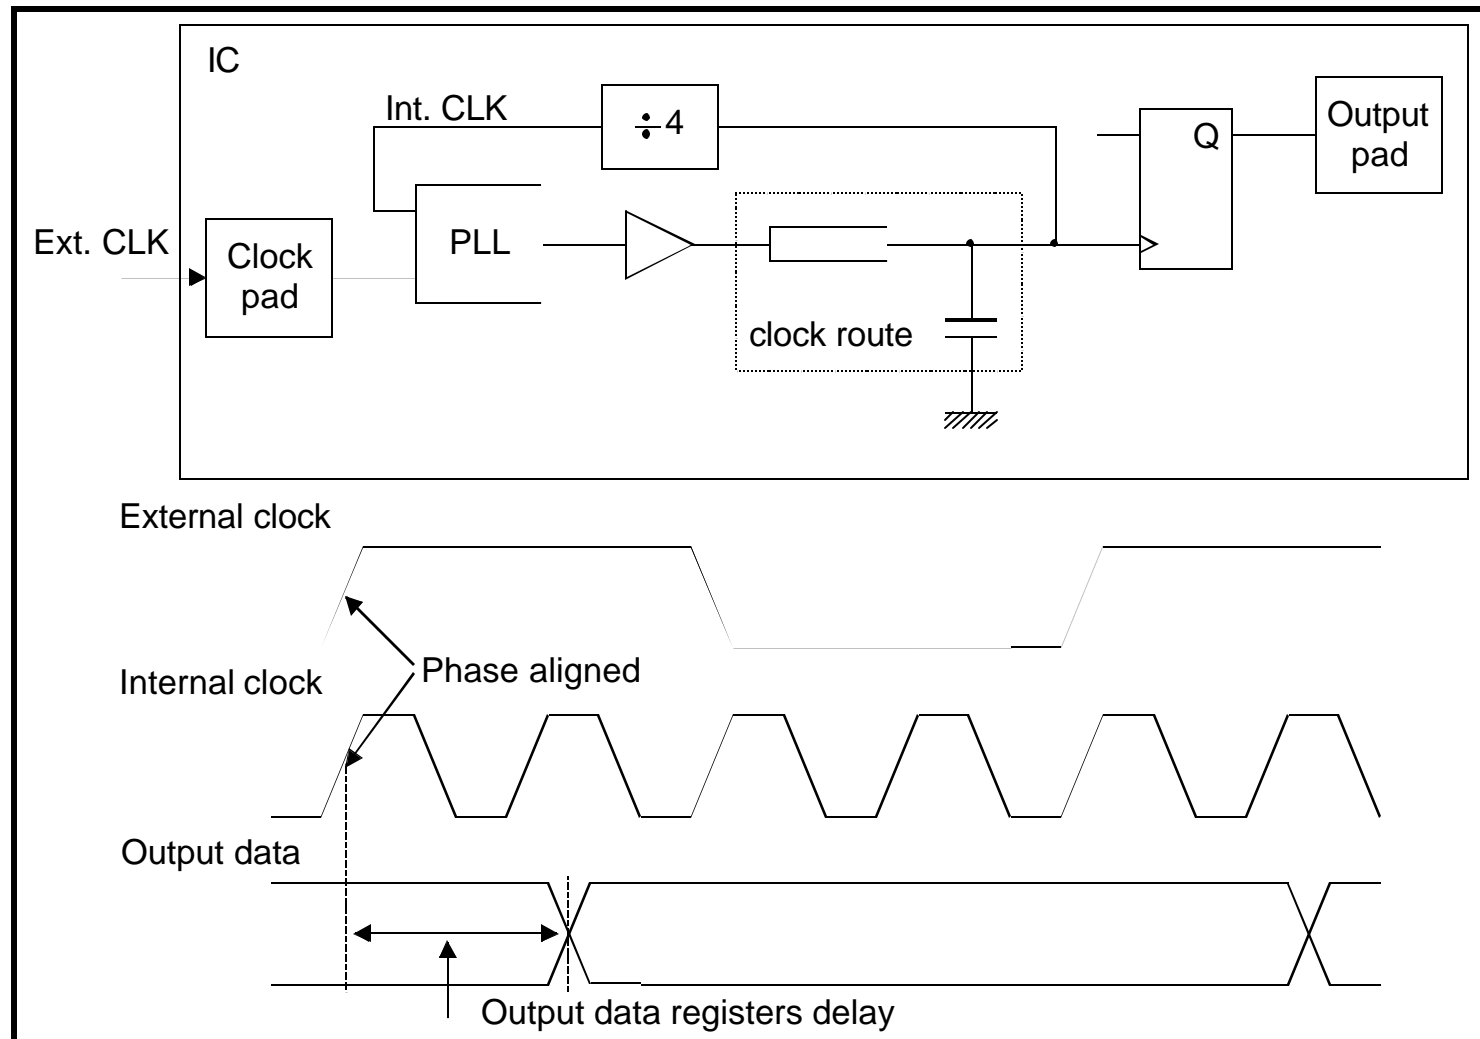 IC
Int. CLK
÷4
Q
Output
pad
Ext. CLK
Clock
pad
PLL
clock route
External clock
Phase aligned
Internal clock
Output data
Output data registers delay